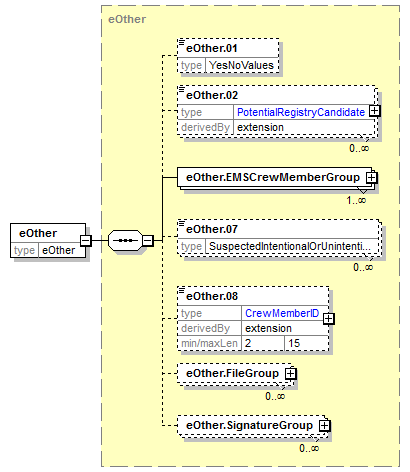 eOther
eOther.01
type YesNoValues
eOther.02
type PotentialRegistryCandidate
derivedBy extension
0..∞
eOther.EMSCrewMemberGroup
1..∞
eOther
type eOther
eOther.07
type SuspectedIntentionalOrUnintenti...
0..∞
eOther.08
type CrewMemberID
derivedBy extension
min/maxLen 2 15
eOther.FileGroup
0..∞
eOther.SignatureGroup
0..∞